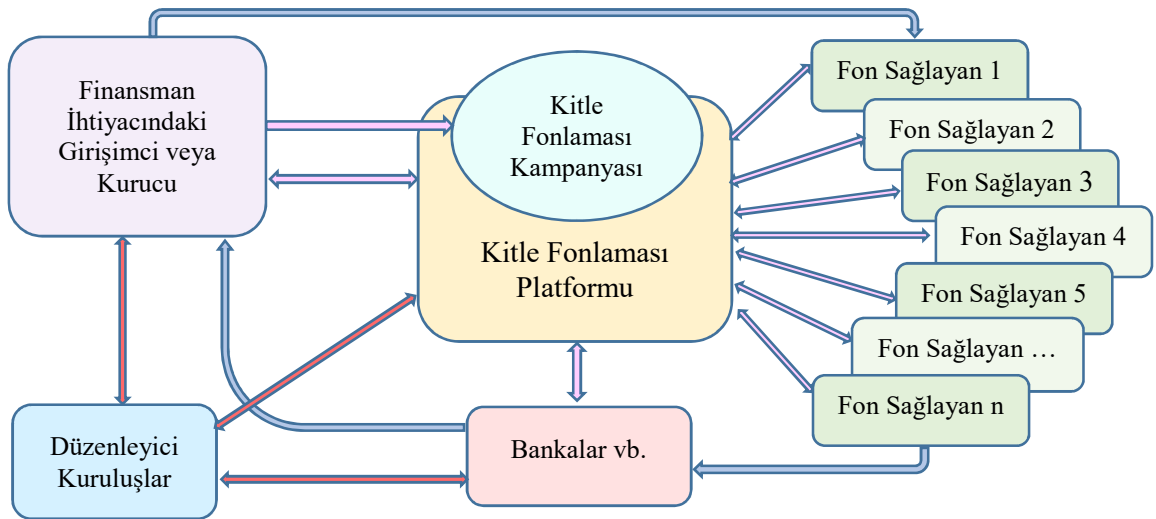 Finansman
İhtiyacındaki
Girişimci veya
Kurucu
Kitle
Fonlaması
Kampanyası
Kitle Fonlaması
Platformu
Fon Sağlayan 1
Fon Sağlayan 2
Fon Sağlayan 3
Fon Sağlayan 4
Fon Sağlayan 5
Fon Sağlayan …
Fon Sağlayan n
Düzenleyici
Kuruluşlar
Bankalar vb.